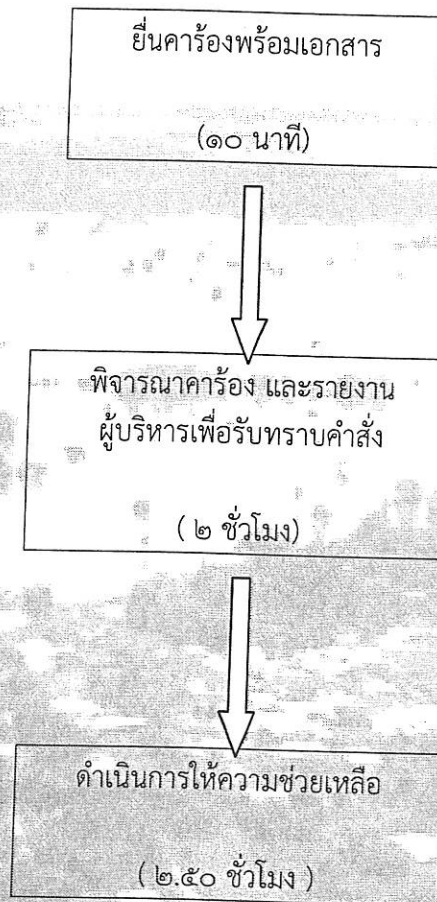 ยื่นคาร้องพร้อมเอกสาร
(๑๐ นาที)
พิจารณาคาร้อง และรายงาน
ผู้บริหารเพื่อรับทราบคำสั่ง
( ๒ ชั่วโมง)
ดำเนินการให้ความช่วยเหลือ
( ๒.๕๐ ชั่วโมง )